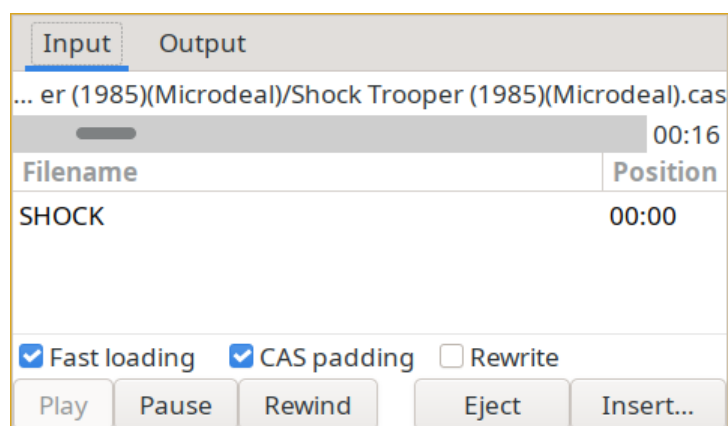 Input Output
... er (1985)(Microdeal)/Shock Trooper (1985)(Microdeal).cas
00:16
Filename Position
SHOCK 00:00
Fast loading CAS padding Rewrite
Play Pause Rewind Eject Insert...